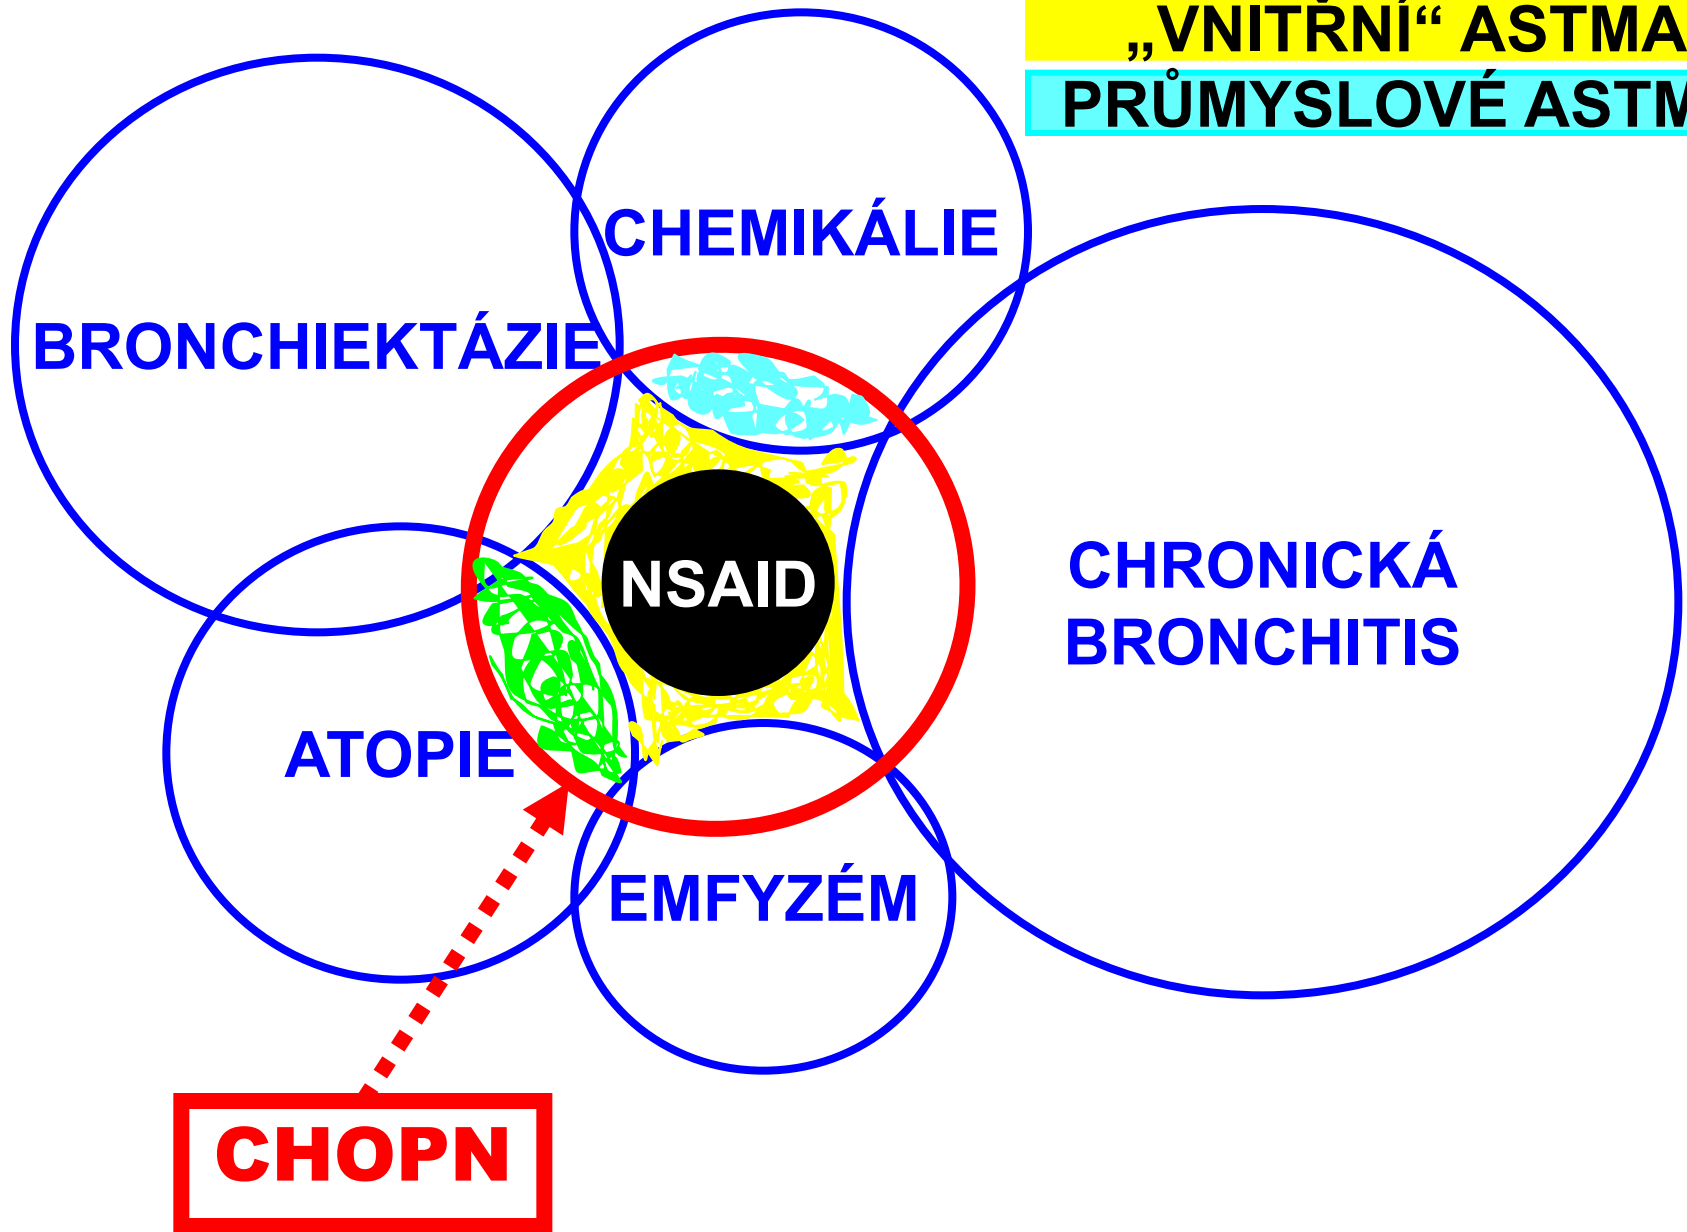 „VNITŘNÍ“ ASTMA
PRŮMYSLOVÉ ASTM
CHEMIKÁLIE
BRONCHIEKTÁZIE
NSAID
CHRONICKÁ
BRONCHITIS
ATOPIE
EMFYZÉM
CHOPN